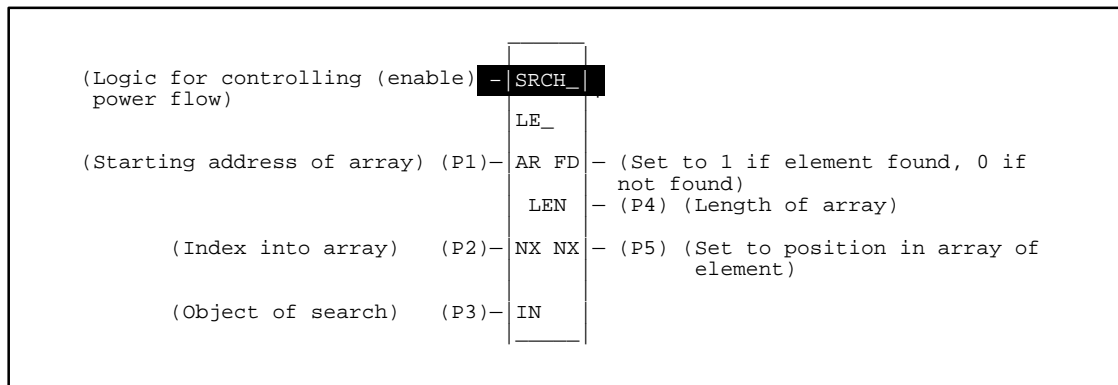 (Logic for controlling (enable) –|SRCH_|
power flow)
LE_
(Starting address of array) (P1)–|AR FD|– (Set to 1 if element found, 0 if
not found)
LEN |– (P4) (Length of array)
(Index into array) (P2)–|NX NX|– (P5) (Set to position in array of
element)
(Object of search) (P3)–|IN